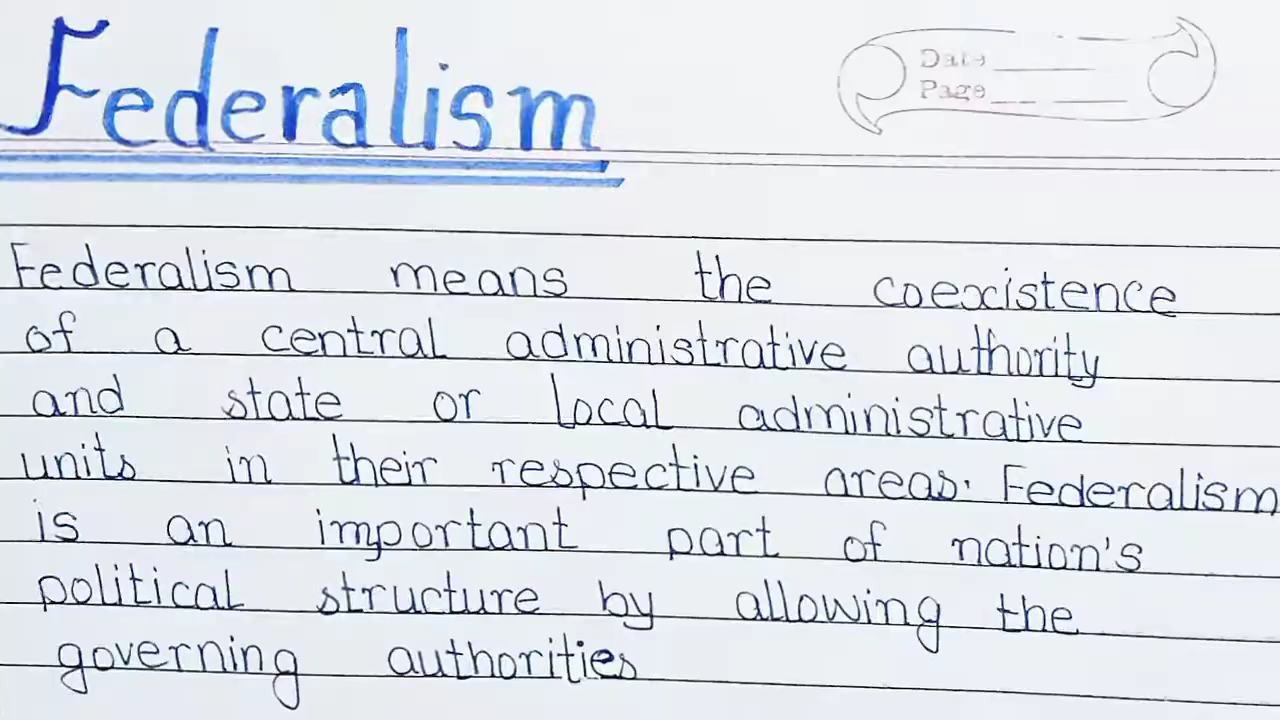 Federalism
Date
Page
Federalism means the coexistence
of a central administrative authority
and state or local administrative
units in their respective areas. Federalism
is an important part of nation's
political structure by allowing the
governing authorities